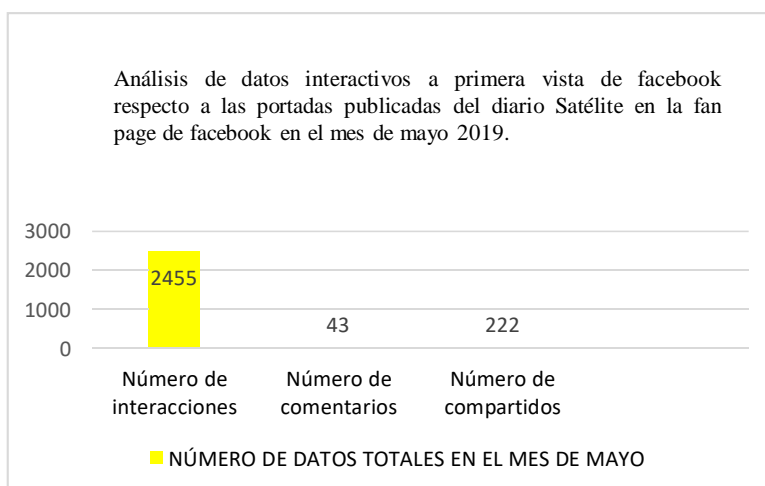 Análisis de datos interactivos a primera vista de facebook
respecto a las portadas publicadas del diario Satélite en la fan
page de facebook en el mes de mayo 2019.
3000
2000
1000
0
2455
43
222
Número de
interacciones
Número de
comentarios
Número de
compartidos
NÚMERO DE DATOS TOTALES EN EL MES DE MAYO